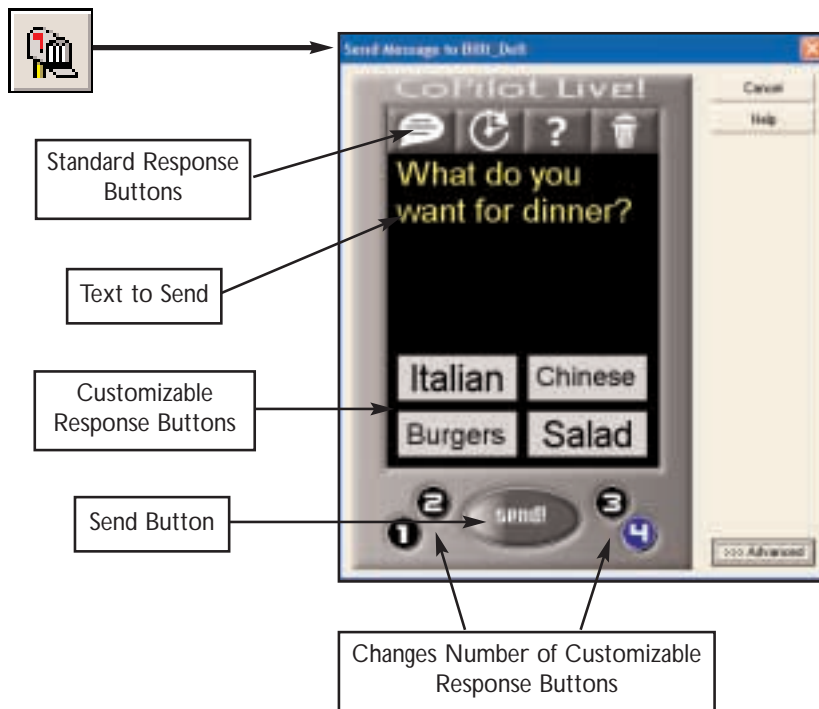 Send Message to
CoPilot Live!
Cancel
Help
?
Standard Response
Buttons
What do you
want for dinner?
Text to Send
Italian
Chinese
Customizable
Response Buttons
Burgers
Salad
Send Button
1
2
send!
3
4
>>> Advanced
Changes Number of Customizable
Response Buttons